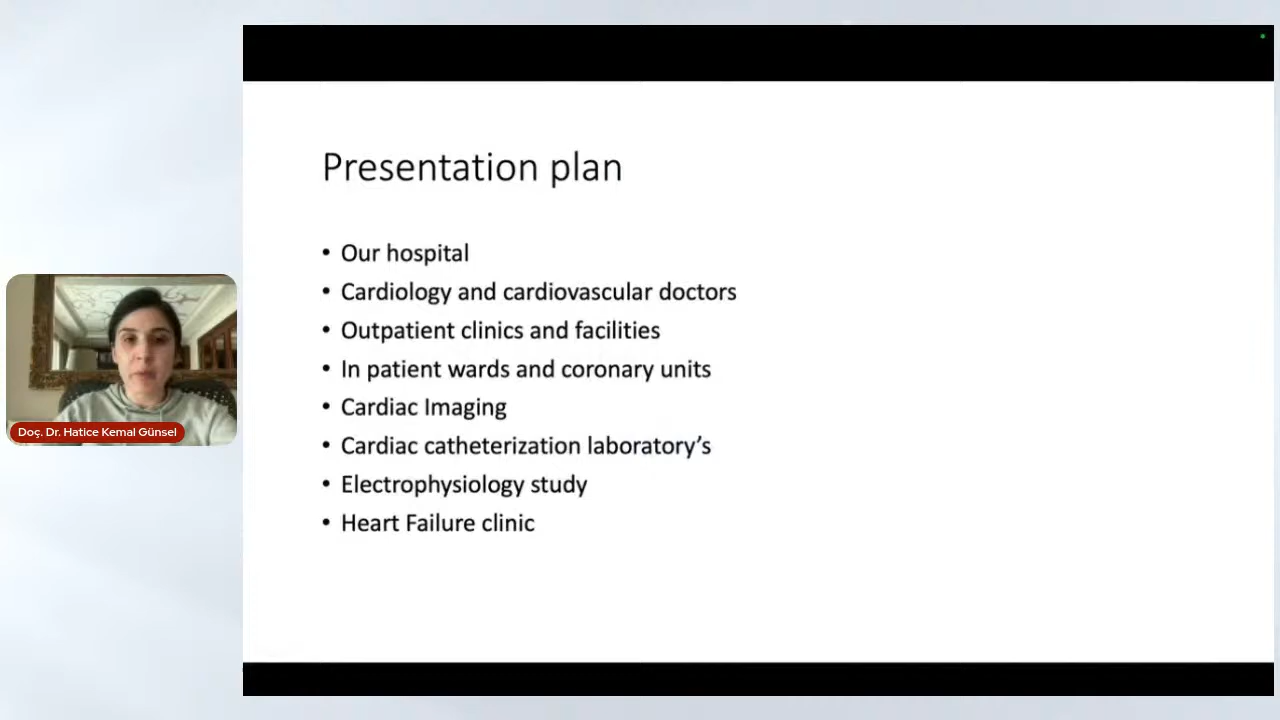 Presentation plan
• Our hospital
• Cardiology and cardiovascular doctors
• Outpatient clinics and facilities
• In patient wards and coronary units
• Cardiac Imaging
• Cardiac catheterization laboratory’s
• Electrophysiology study
• Heart Failure clinic
Doç. Dr. Hatice Kemal Günsel